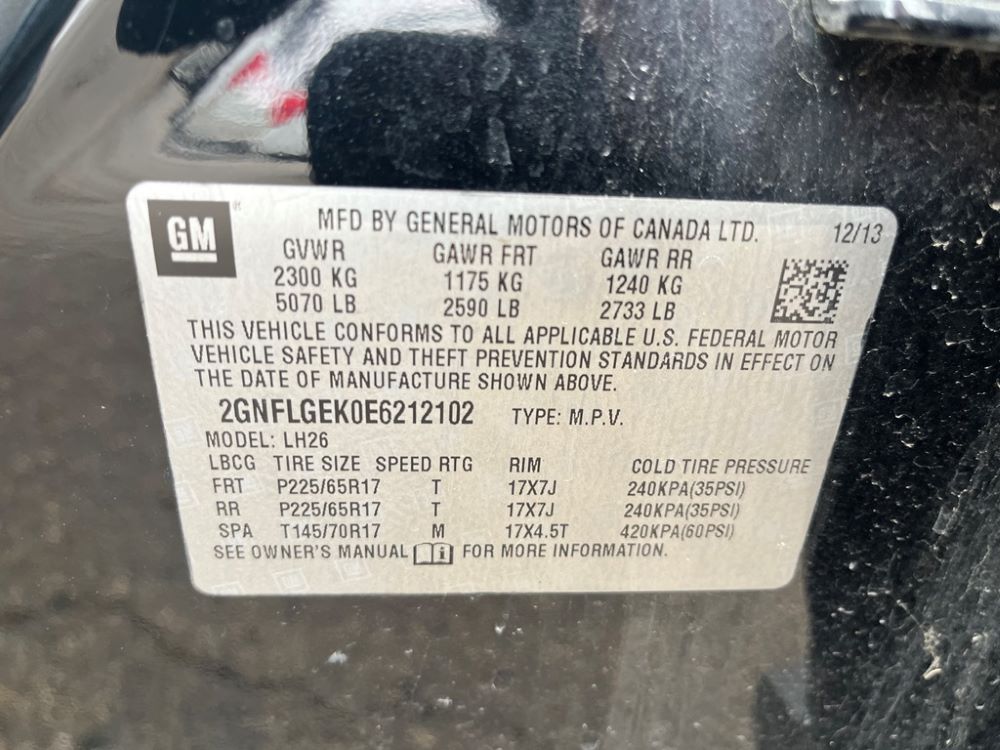 GM
MFD BY GENERAL MOTORS OF CANADA LTD. 12/13
GVWR GAWR FRT GAWR RR
2300 KG 1175 KG 1240 KG
5070 LB 2590 LB 2733 LB
THIS VEHICLE CONFORMS TO ALL APPLICABLE U.S. FEDERAL MOTOR
VEHICLE SAFETY AND THEFT PREVENTION STANDARDS IN EFFECT ON
THE DATE OF MANUFACTURE SHOWN ABOVE.
2GNFLGEK0E6212102 TYPE: M.P.V.
MODEL: LH26
LBCG TIRE SIZE SPEED RTG RIM COLD TIRE PRESSURE
FRT P225/65R17 T 17X7J 240KPA(35PSI)
RR P225/65R17 T 17X7J 240KPA(35PSI)
SPA T145/70R17 M 17X4.5T 420KPA(60PSI)
SEE OWNER'S MANUAL FOR MORE INFORMATION.